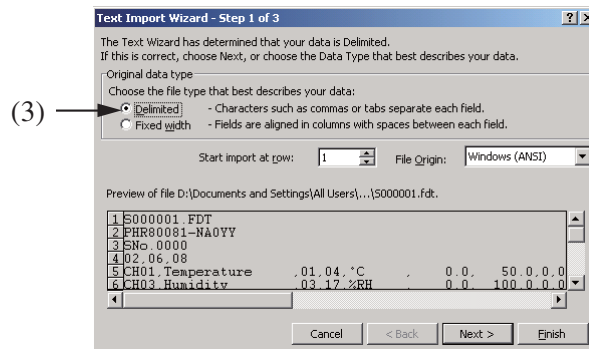 Text Import Wizard - Step 1 of 3
The Text Wizard has determined that your data is Delimited.
If this is correct, choose Next, or choose the Data Type that best describes your data.
Original data type
Choose the file type that best describes your data:
(3)
Delimited - Characters such as commas or tabs separate each field.
Fixed width - Fields are aligned in columns with spaces between each field.
Start import at row: 1 File Origin: Windows (ANSI)
Preview of file D:\Documents and Settings\All Users\...\S000001.fdt.
1 S000001.FDT
2 PHR80081-NA0YY
3 SNo.0000
4 02,06,08
5 CH01,Temperature ,01,04,°C , 0.0, 50.0,0,0
6 CH03,Humidity ,03,17,%RH , 0.0, 100.0,0,0
Cancel < Back Next > Finish